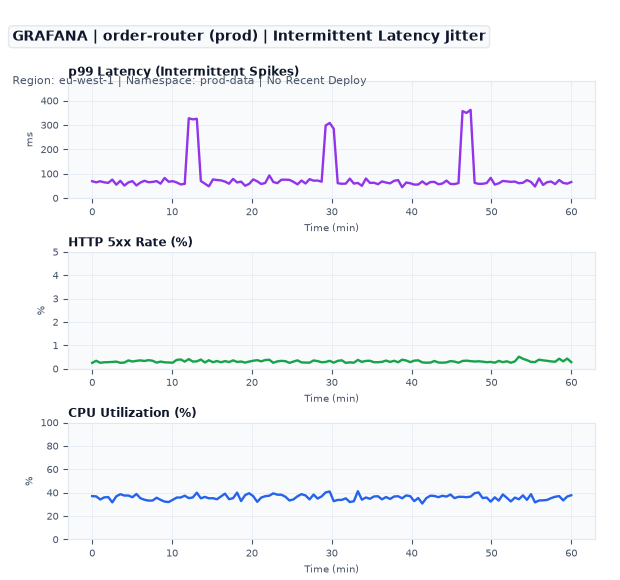 GRAFANA | order-router (prod) | Intermittent Latency Jitter
p99 Latency (Intermittent Spikes)
Region: eu-west-1 | Namespace: prod-data | No Recent Deploy
400
300
200
100
0
ms
0 10 20 30 40 50 60
Time (min)
HTTP 5xx Rate (%)
5
4
3
2
1
0
%
0 10 20 30 40 50 60
Time (min)
CPU Utilization (%)
100
80
60
40
20
0
%
0 10 20 30 40 50 60
Time (min)